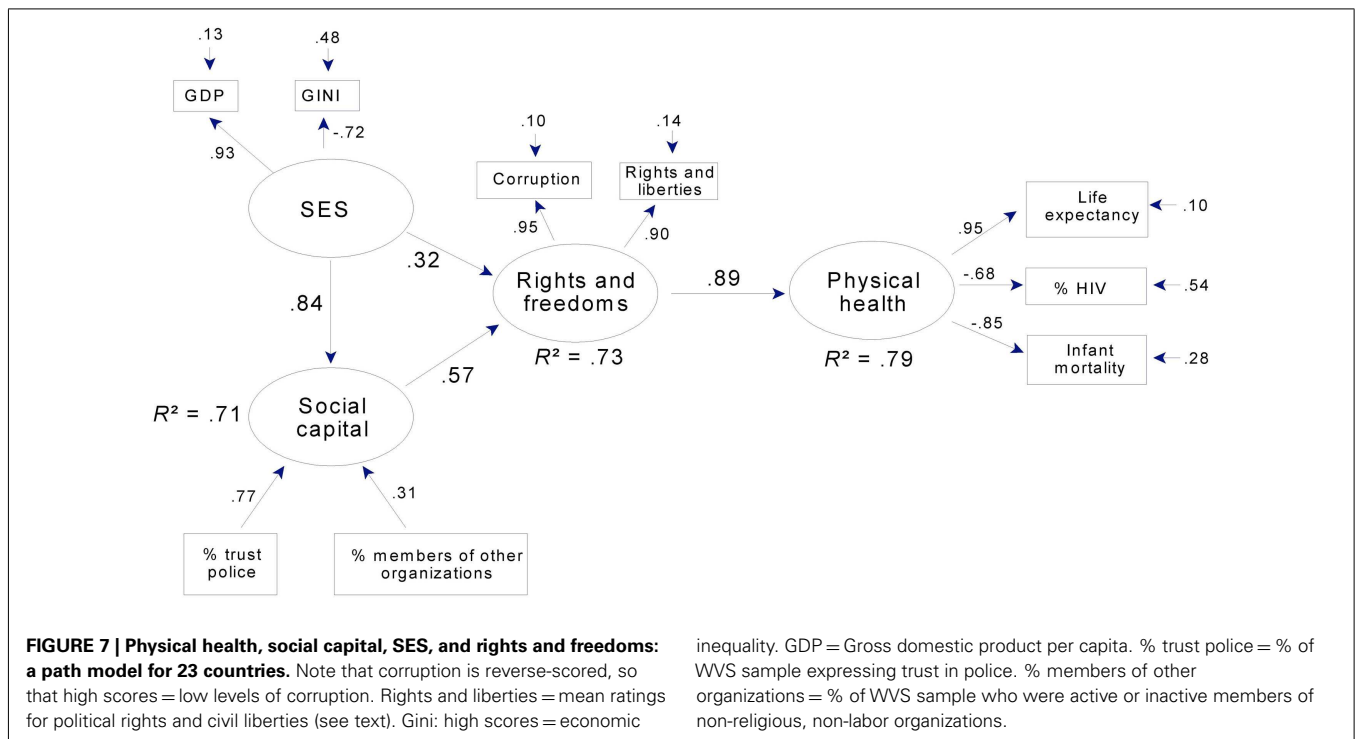 .13
.48
GDP
GINI
-.72
.93
.10
.14
Corruption
Rights and
liberties
SES
.95
.90
Life
expectancy
.10
.95
.32
Rights and
freedoms
.89
Physical
health
-.68
% HIV
.54
.84
-.85
R² = .73
R² = .79
Infant
mortality
.28
.57
R² = .71
Social
capital
.77
.31
% trust
police
% members of other
organizations
FIGURE 7 | Physical health, social capital, SES, and rights and freedoms:
a path model for 23 countries. Note that corruption is reverse-scored, so
that high scores = low levels of corruption. Rights and liberties = mean ratings
for political rights and civil liberties (see text). Gini: high scores = economic
inequality. GDP = Gross domestic product per capita. % trust police = % of
WVS sample expressing trust in police. % members of other
organizations = % of WVS sample who were active or inactive members of
non-religious, non-labor organizations.